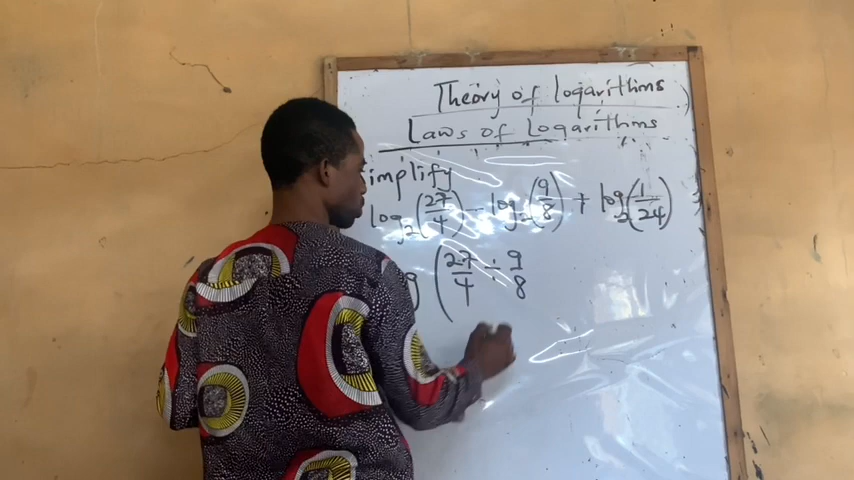 Theory of logarithms
Laws of Logarithms
implify
log₂(27/4) - log₂(9/8) + log₂(1/24)
g (27/4 ÷ 9/8